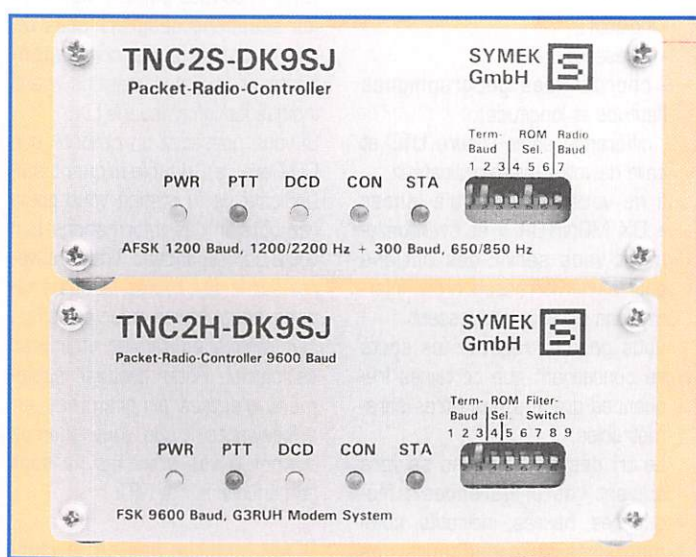 TNC2S-DK9SJ
Packet-Radio-Controller
SYMEK
GmbH
S
Term- ROM Radio
Baud Sel. Baud
1 2 3 4 5 6 7
PWR PTT DCD CON STA
AFSK 1200 Baud, 1200/2200 Hz + 300 Baud, 650/850 Hz
TNC2H-DK9SJ
Packet-Radio-Controller 9600 Baud
SYMEK
GmbH
S
Term- ROM Filter-
Baud Sel. Switch
1 2 3 4 5 6 7 8 9
PWR PTT DCD CON STA
FSK 9600 Baud, G3RUH Modem System